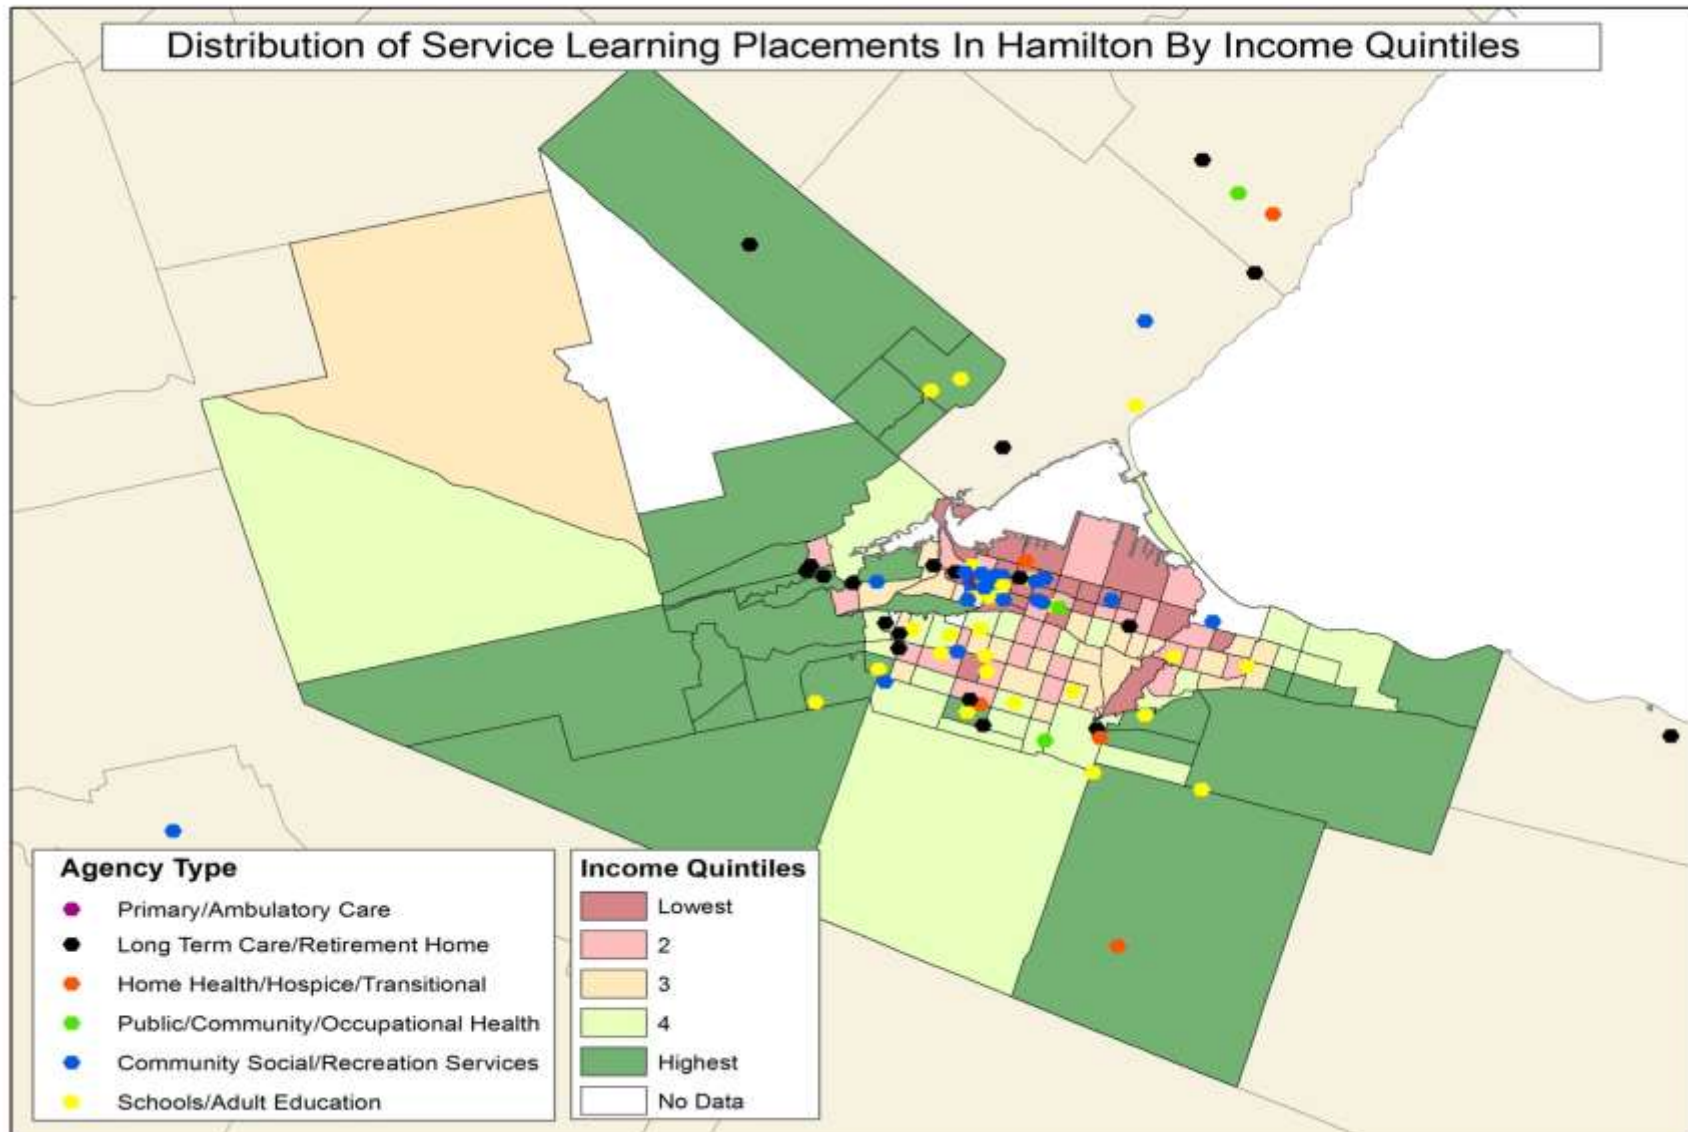 Distribution of Service Learning Placements In Hamilton By Income Quintiles
Agency Type
Primary/Ambulatory Care
Long Term Care/Retirement Home
Home Health/Hospice/Transitional
Public/Community/Occupational Health
Community Social/Recreation Services
Schools/Adult Education
Income Quintiles
Lowest
2
3
4
Highest
No Data